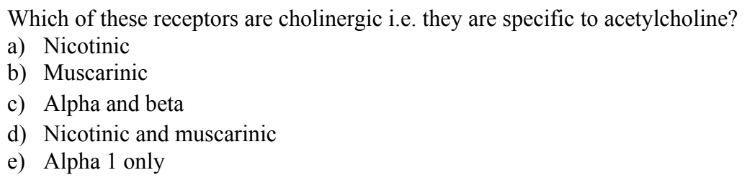 Which of these receptors are cholinergic i.e. they are specific to acetylcholine?
a) Nicotinic
b) Muscarinic
c) Alpha and beta
d) Nicotinic and muscarinic
e) Alpha 1 only